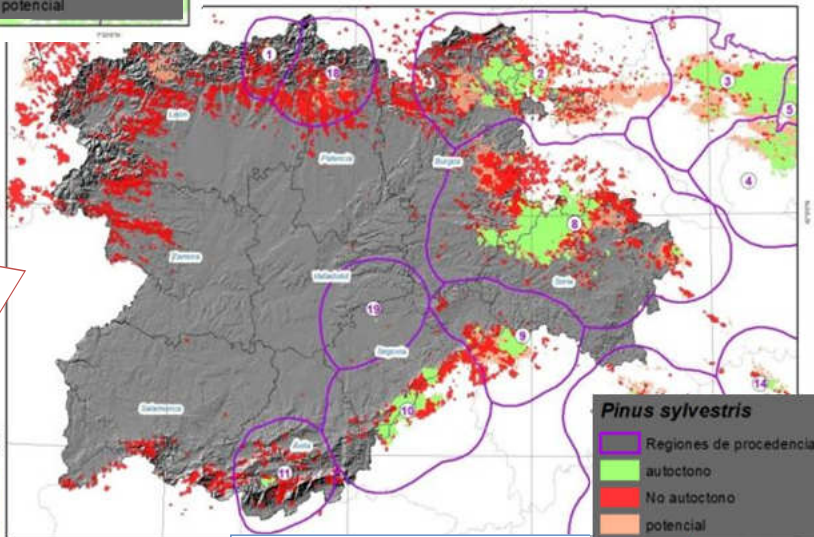 potencial
1
18
2
3
5
4
León
Palencia
Burgos
8
Zamora
Valladolid
Soria
19
Segovia
9
14
10
Salamanca
Ávila
11
Pinus sylvestris
Regiones de procedencia
autoctono
No autoctono
potencial